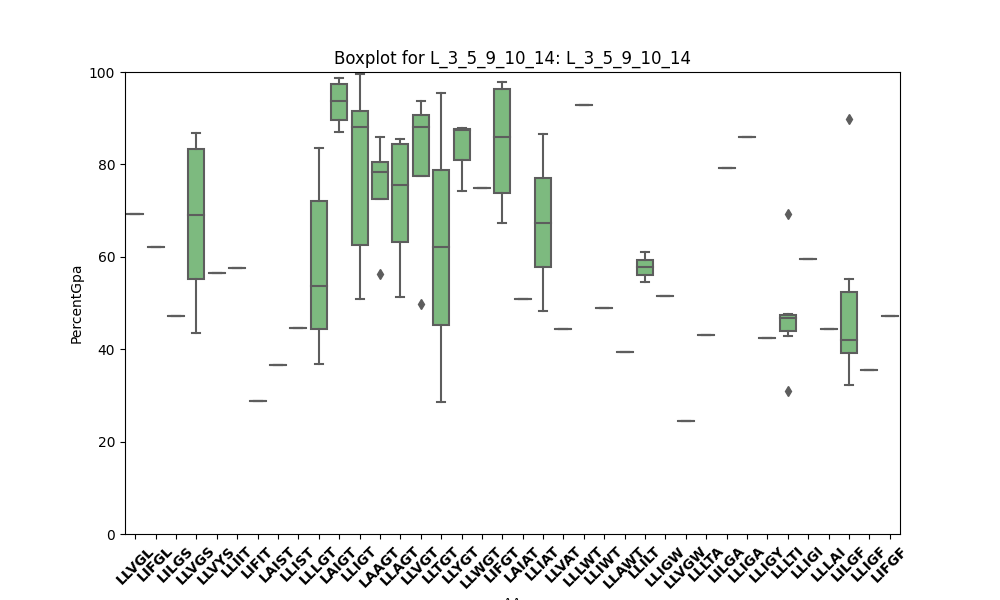 Boxplot for L_3_5_9_10_14: L_3_5_9_10_14
PercentGpa
100
80
60
40
20
0
LLVGL
LIFGL
LILGS
LLVGS
LLVYS
LLIIT
LIFIT
LAIST
LLIST
LLLGT
LAIGT
LLIGT
LAAGT
LLAGT
LLVGT
LLTGT
LLYGT
LLWGT
LIFGT
LAIAT
LLIAT
LLVAT
LLLWT
LLIWT
LLAWT
LLILT
LLIGW
LLVGW
LLLTA
LILGA
LLIGA
LLIGY
LLLTI
LLIGI
LLLAI
LILGF
LLIGF
LIFGF